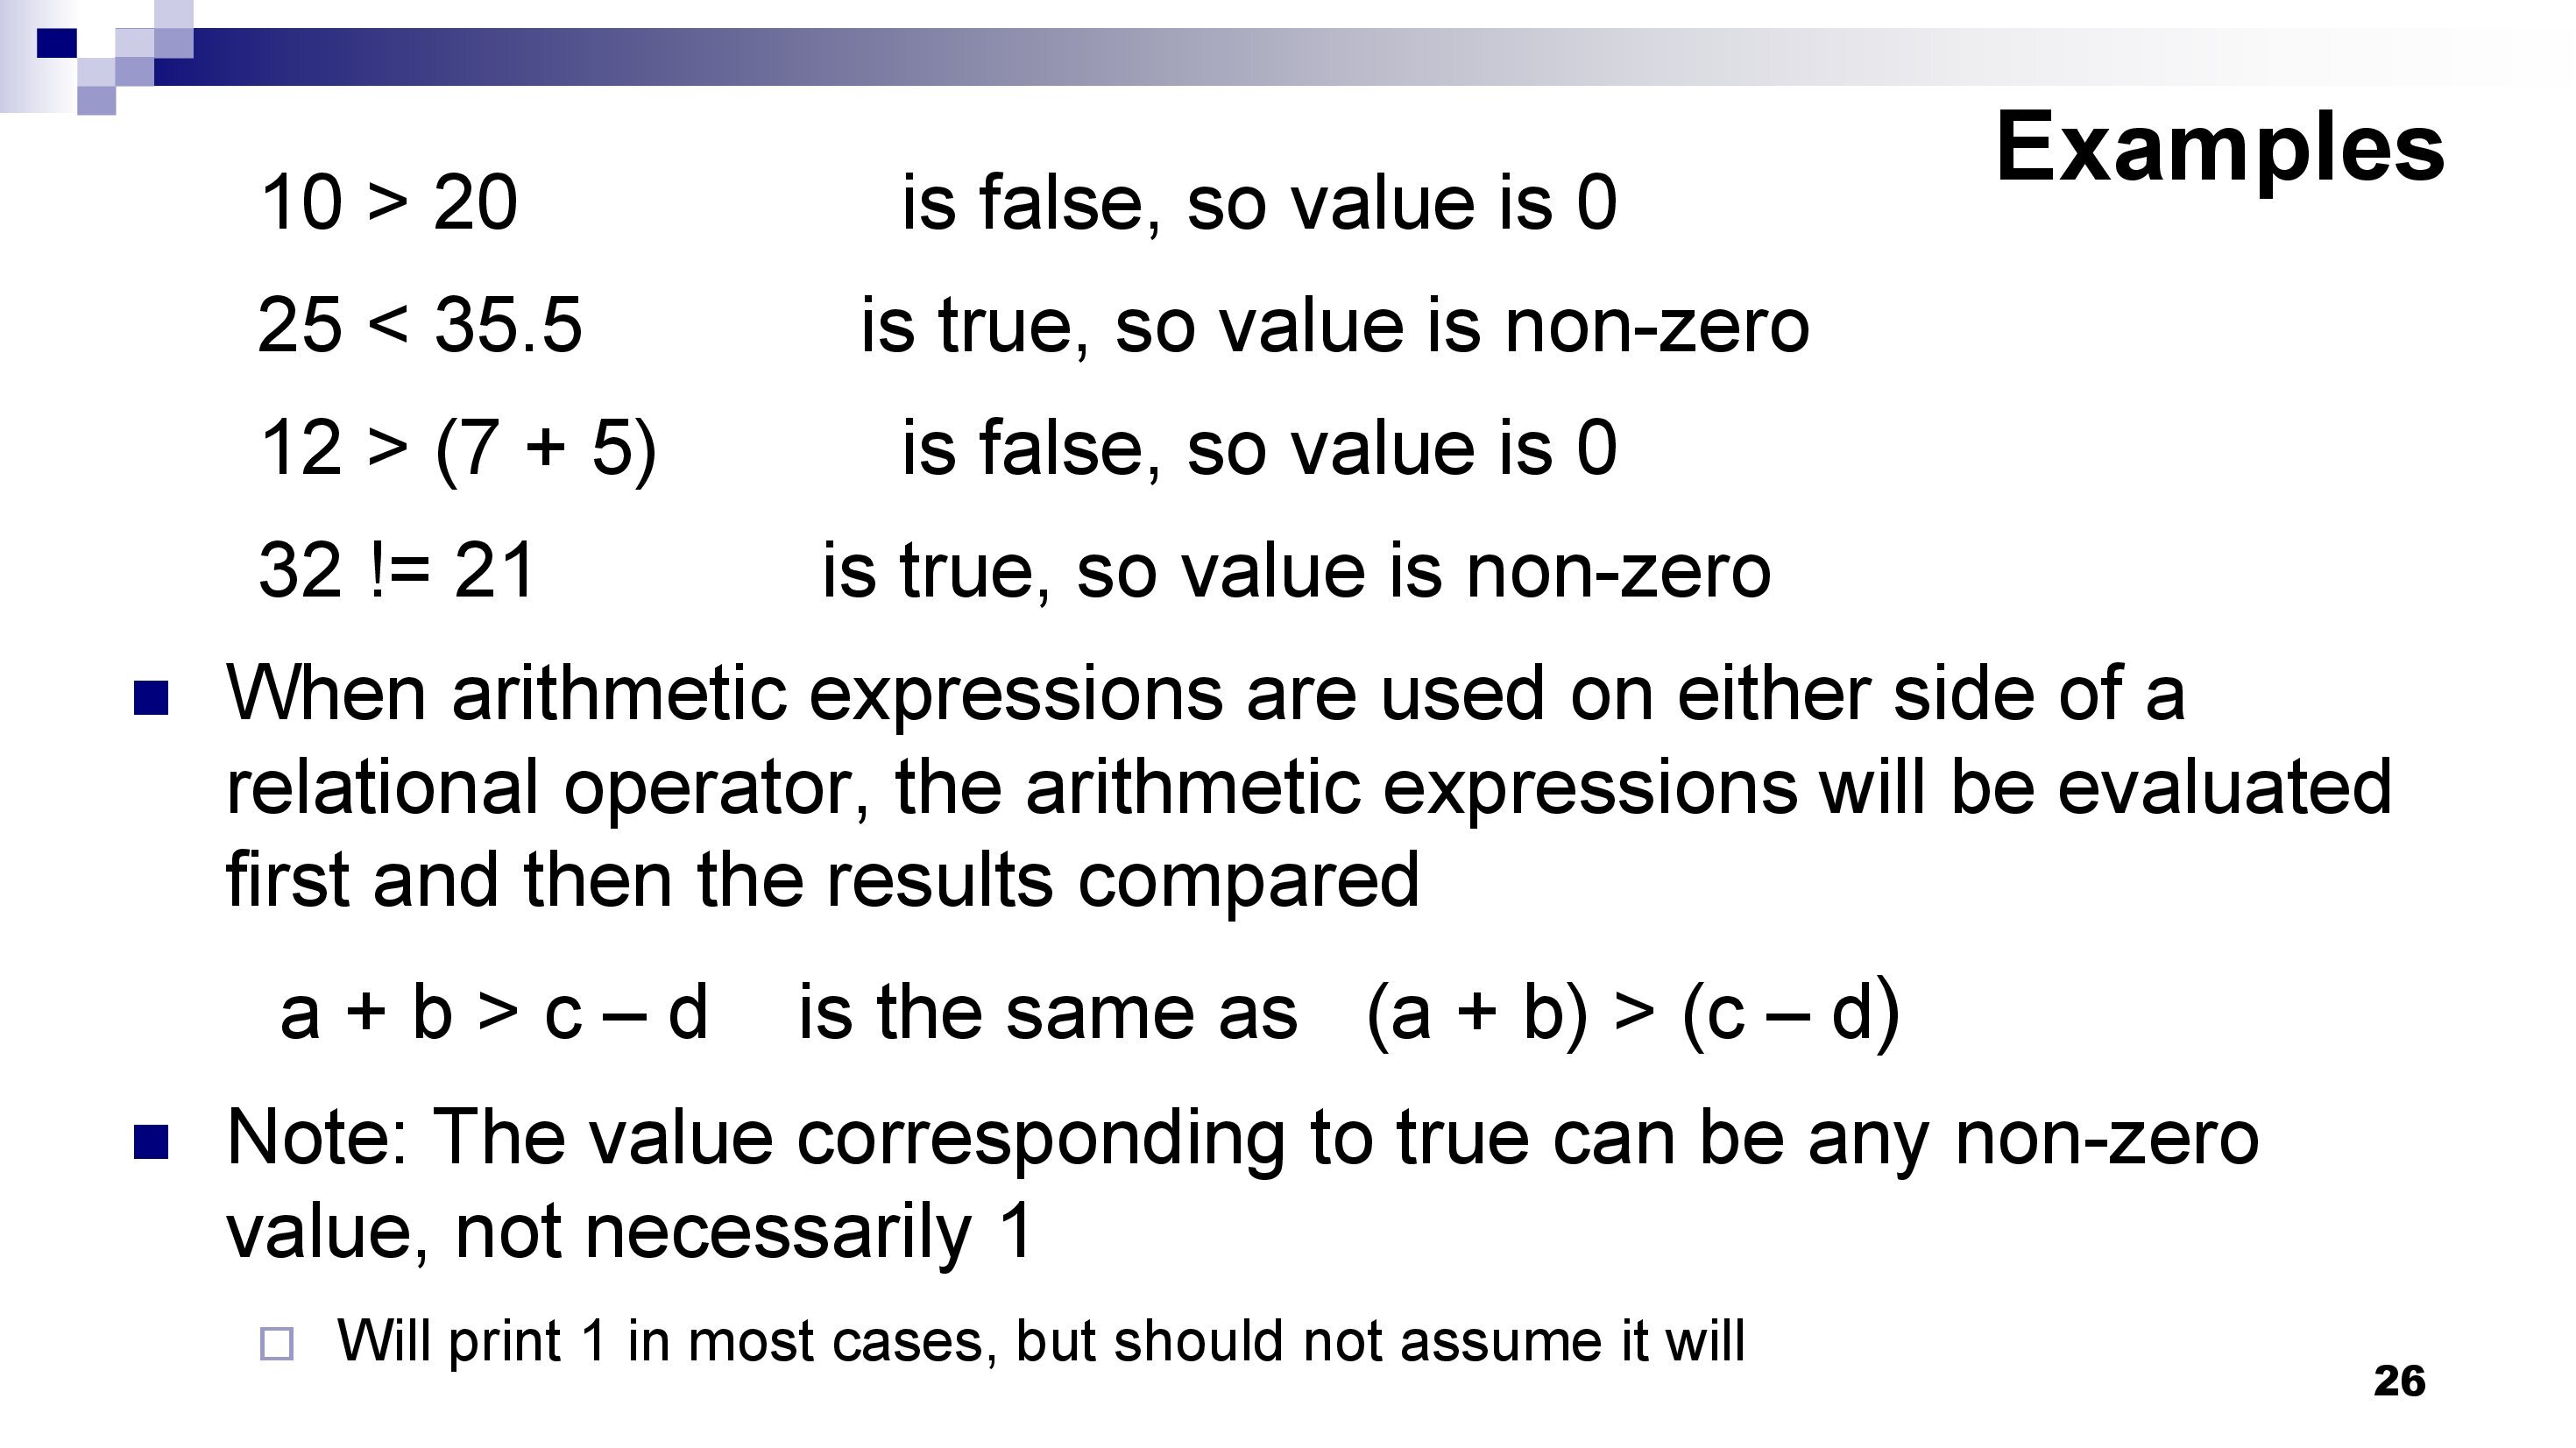 Examples
10 > 20 is false, so value is 0
25 < 35.5 is true, so value is non-zero
12 > (7 + 5) is false, so value is 0
32 != 21 is true, so value is non-zero
When arithmetic expressions are used on either side of a
relational operator, the arithmetic expressions will be evaluated
first and then the results compared
a + b > c – d is the same as (a + b) > (c – d)
Note: The value corresponding to true can be any non-zero
value, not necessarily 1
Will print 1 in most cases, but should not assume it will
26